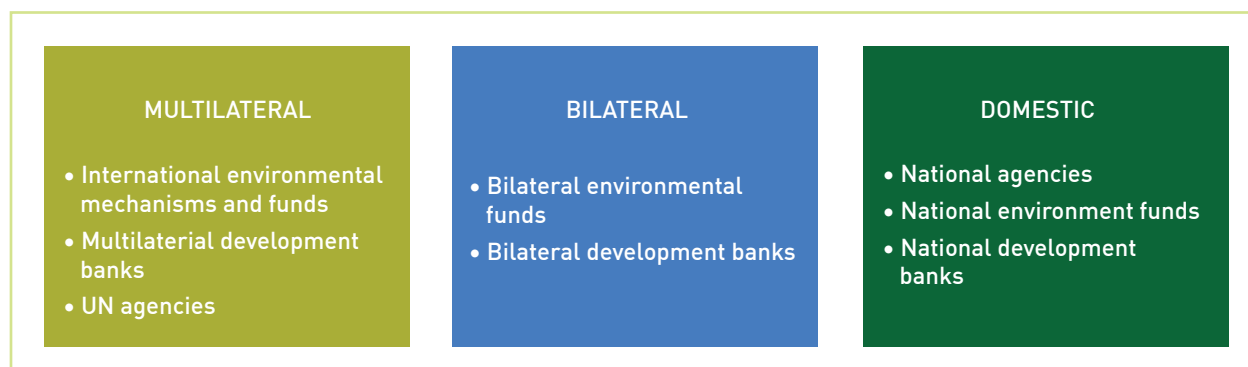 MULTILATERAL
• International environmental
mechanisms and funds
• Multilaterial development
banks
• UN agencies
BILATERAL
• Bilateral environmental
funds
• Bilateral development banks
DOMESTIC
• National agencies
• National environment funds
• National development
banks